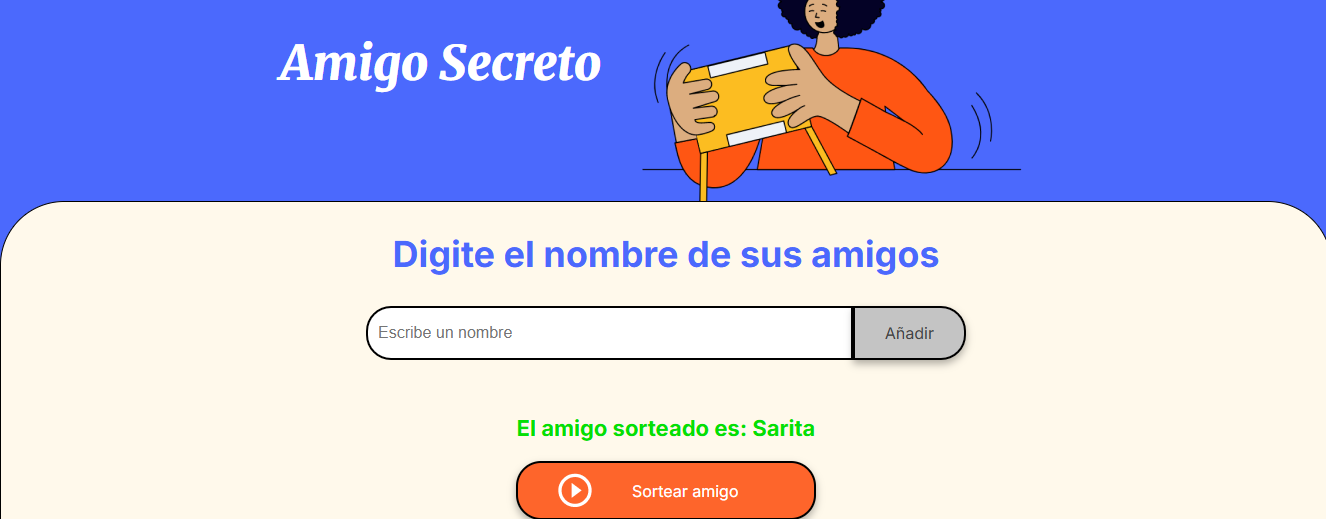 Amigo Secreto
Digite el nombre de sus amigos
Escribe un nombre
Añadir
El amigo sorteado es: Sarita
Sortear amigo